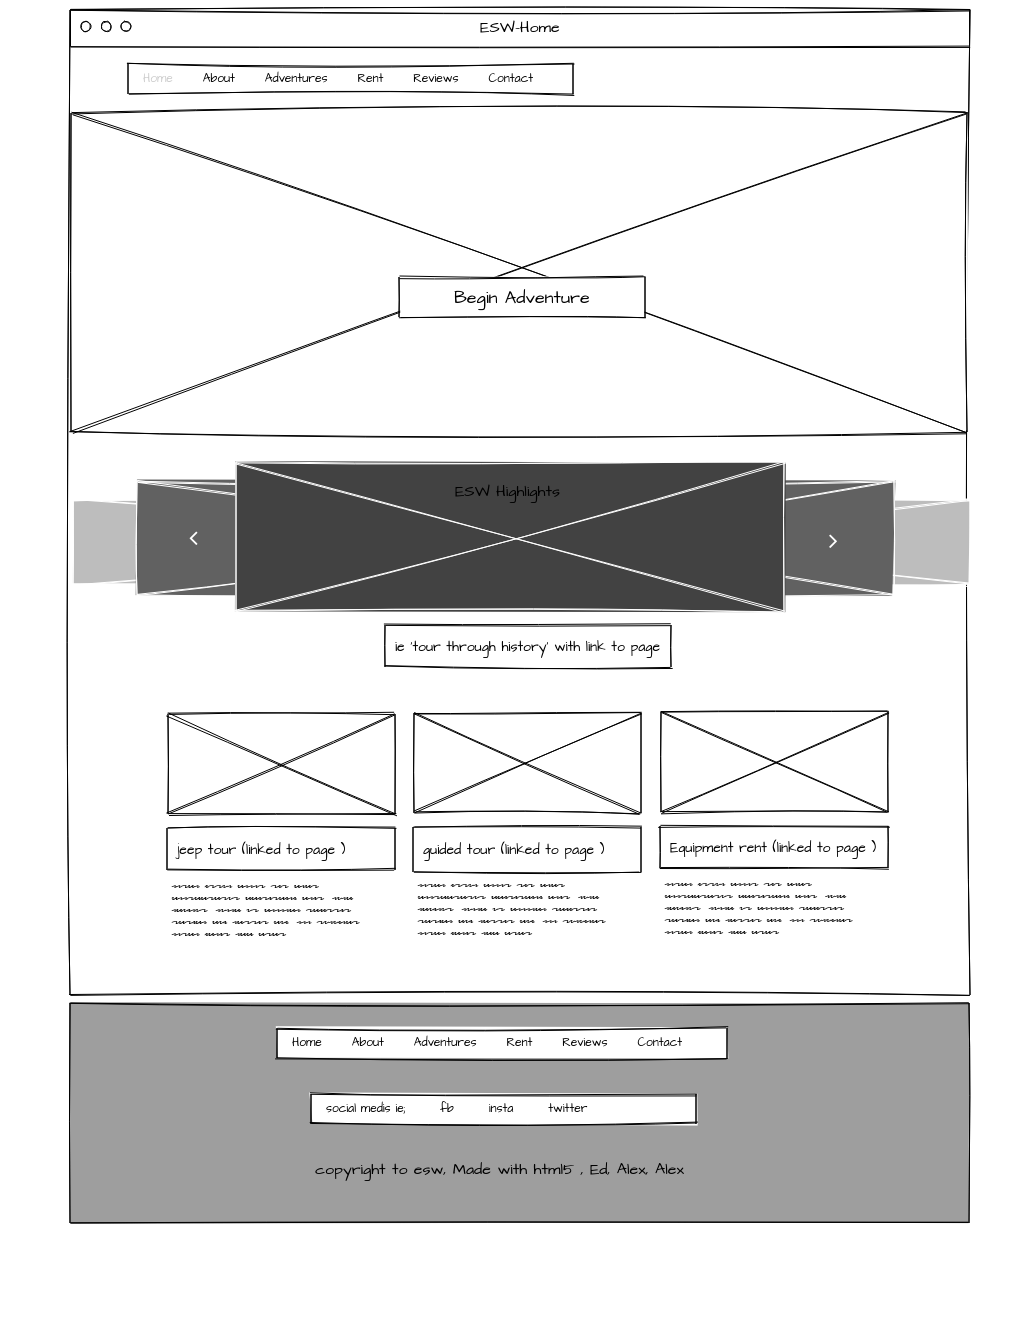 ESW-Home
Home About Adventures Rent Reviews Contact
Begin Adventure
ESW Highlights
ie 'tour through history' with link to page
jeep tour (linked to page )
guided tour (linked to page )
Equipment rent (linked to page )
Home About Adventures Rent Reviews Contact
social medis ie; fb insta twitter
copyright to esw, Made with html5 , Ed, Alex, Alex